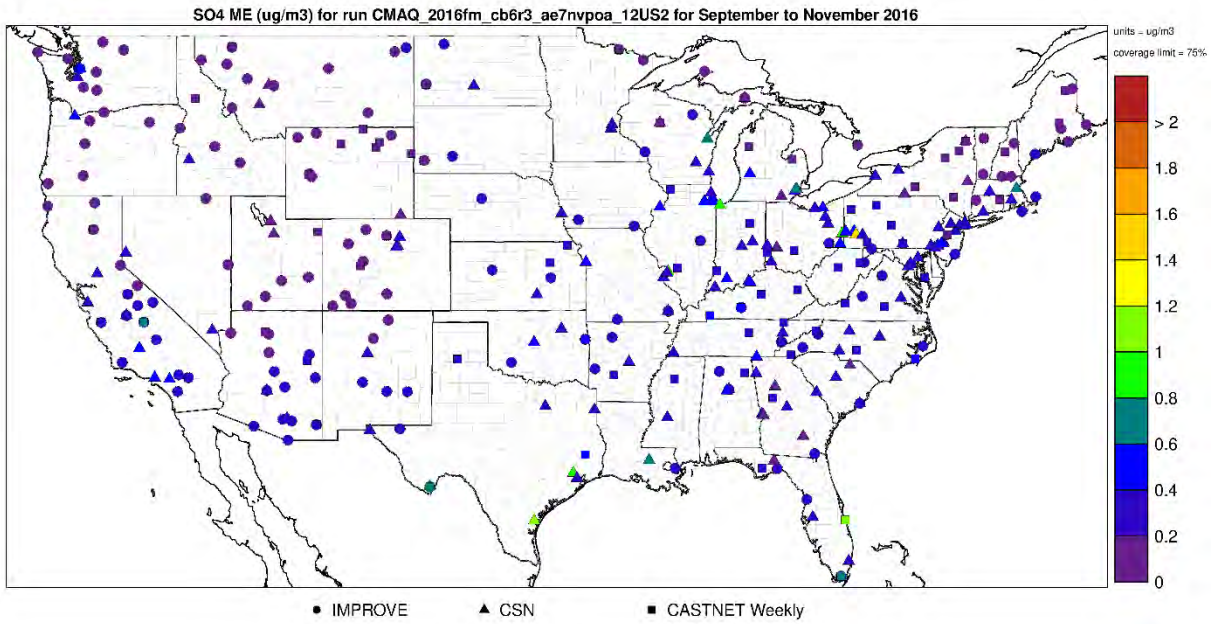 SO4 ME (ug/m3) for run CMAQ_2016fm_cb6r3_ae7nvpoa_12US2 for September to November 2016
units = ug/m3
coverage limit = 75%
> 2
1.8
1.6
1.4
1.2
1
0.8
0.6
0.4
0.2
0
IMPROVE
CSN
CASTNET Weekly